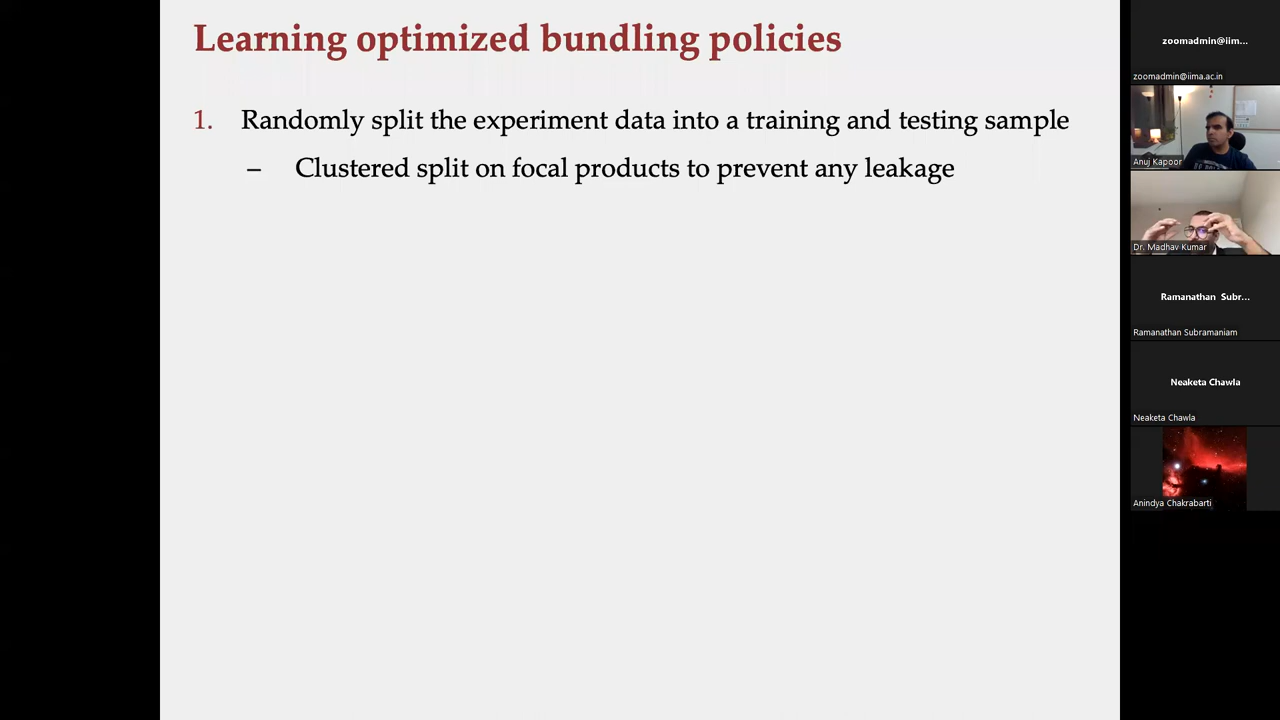 Learning optimized bundling policies
1. Randomly split the experiment data into a training and testing sample
– Clustered split on focal products to prevent any leakage
zoomadmin@iim...
zoomadmin@iima.ac.in
Anuj Kapoor
Dr. Madhav Kumar
Ramanathan Subr...
Ramanathan Subramaniam
Neaketa Chawla
Neaketa Chawla
Anindya Chakrabarti